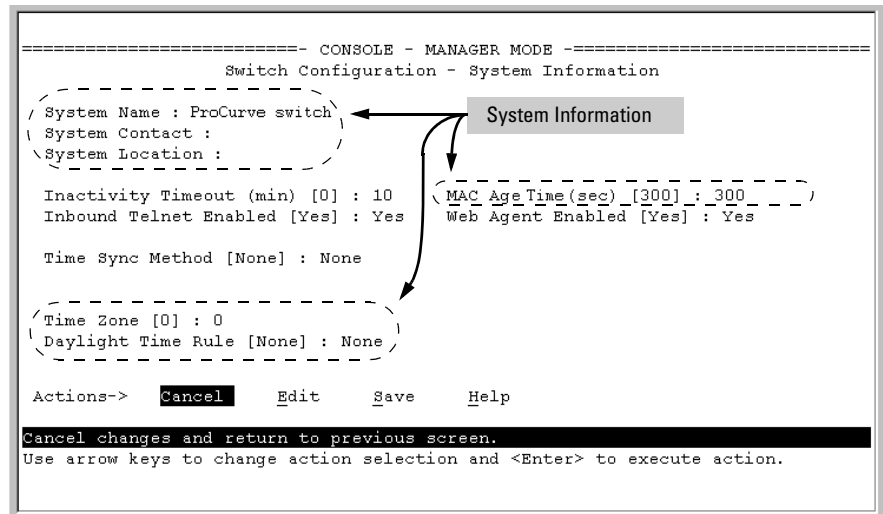 ==========================- CONSOLE - MANAGER MODE -============================
Switch Configuration - System Information
System Name : ProCurve switch
System Information
System Contact :
System Location :
Inactivity Timeout (min) [0] : 10 MAC Age Time (sec) [300] : 300
Inbound Telnet Enabled [Yes] : Yes Web Agent Enabled [Yes] : Yes
Time Sync Method [None] : None
Time Zone [0] : 0
Daylight Time Rule [None] : None
Actions-> Cancel Edit Save Help
Cancel changes and return to previous screen.
Use arrow keys to change action selection and <Enter> to execute action.